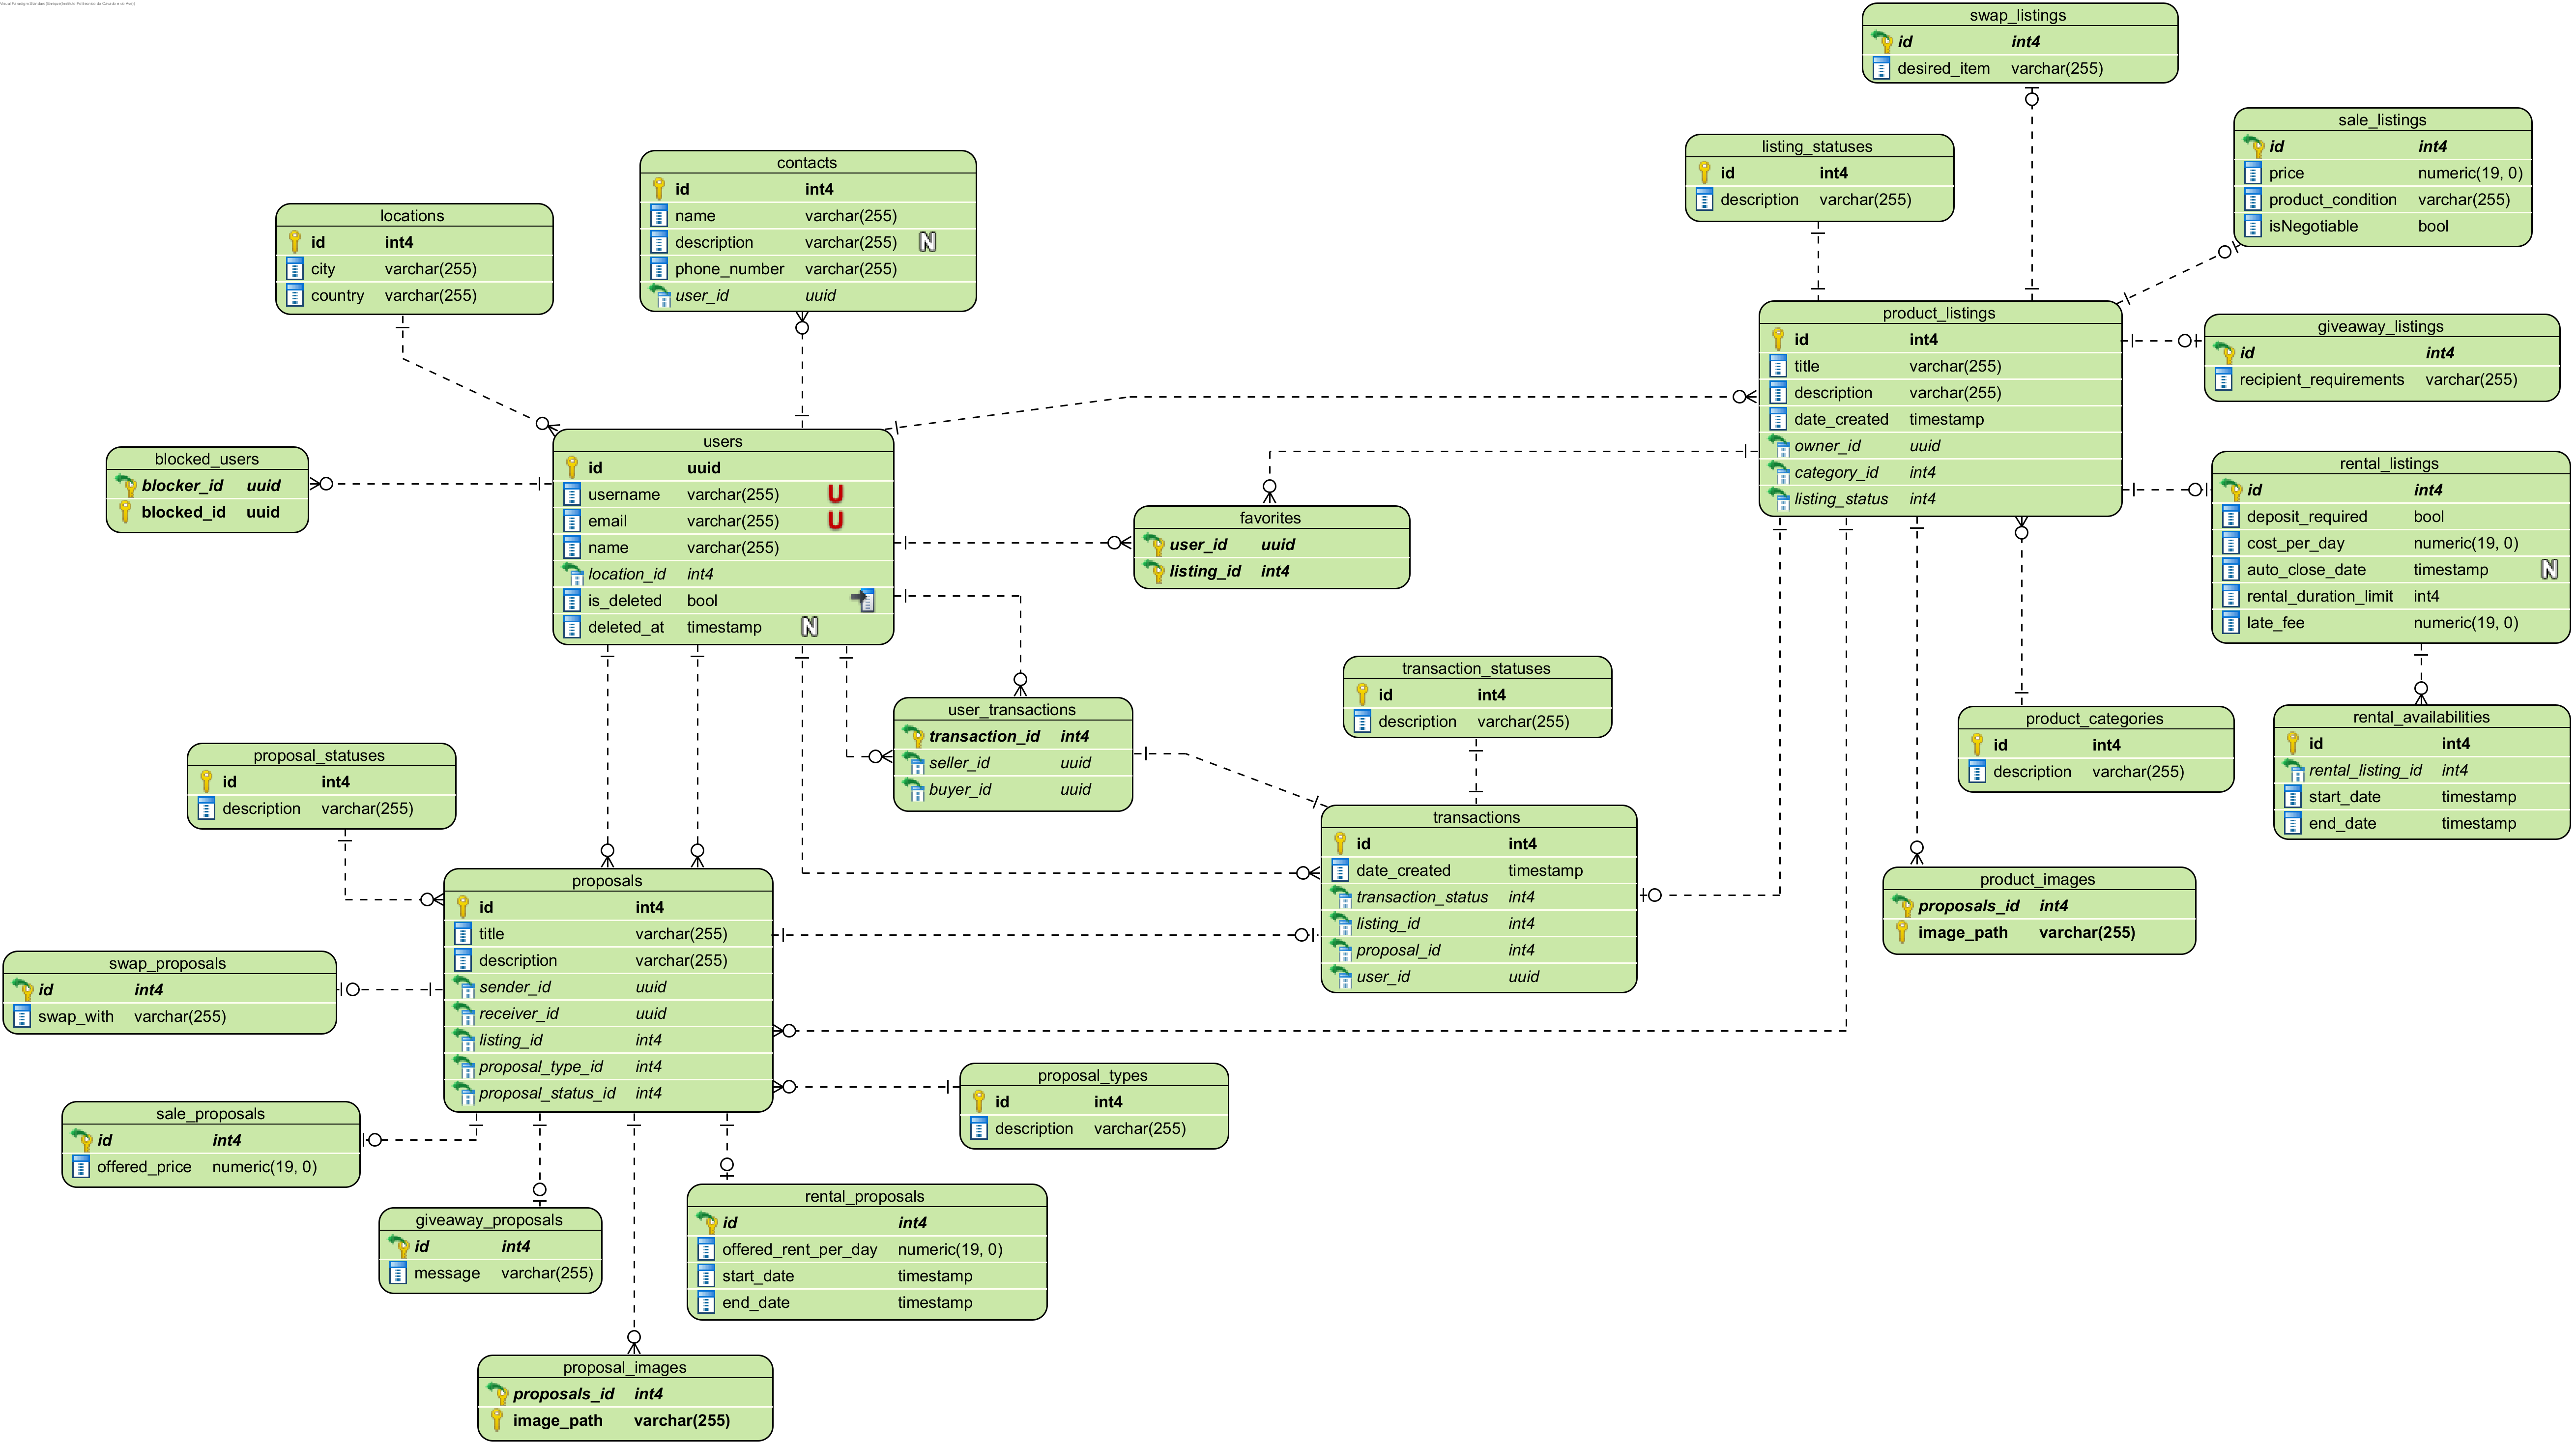 Visual Paradigm Standard(Enrique(Instituto Politecnico do Cavado e do Ave))
swap_listings
id int4
desired_item varchar(255)
sale_listings
id int4
price numeric(19, 0)
product_condition varchar(255)
isNegotiable bool
listing_statuses
id int4
description varchar(255)
contacts
id int4
name varchar(255)
description varchar(255) N
phone_number varchar(255)
user_id uuid
locations
id int4
city varchar(255)
country varchar(255)
product_listings
id int4
title varchar(255)
description varchar(255)
date_created timestamp
owner_id uuid
category_id int4
listing_status int4
giveaway_listings
id int4
recipient_requirements varchar(255)
users
id uuid
username varchar(255) U
email varchar(255) U
name varchar(255)
location_id int4
is_deleted bool
deleted_at timestamp N
blocked_users
blocker_id uuid
blocked_id uuid
rental_listings
id int4
deposit_required bool
cost_per_day numeric(19, 0)
auto_close_date timestamp N
rental_duration_limit int4
late_fee numeric(19, 0)
favorites
user_id uuid
listing_id int4
transaction_statuses
id int4
description varchar(255)
user_transactions
transaction_id int4
seller_id uuid
buyer_id uuid
product_categories
id int4
description varchar(255)
rental_availabilities
id int4
rental_listing_id int4
start_date timestamp
end_date timestamp
proposal_statuses
id int4
description varchar(255)
transactions
id int4
date_created timestamp
transaction_status int4
listing_id int4
proposal_id int4
user_id uuid
product_images
proposals_id int4
image_path varchar(255)
proposals
id int4
title varchar(255)
description varchar(255)
sender_id uuid
receiver_id uuid
listing_id int4
proposal_type_id int4
proposal_status_id int4
swap_proposals
id int4
swap_with varchar(255)
proposal_types
id int4
description varchar(255)
sale_proposals
id int4
offered_price numeric(19, 0)
rental_proposals
id int4
offered_rent_per_day numeric(19, 0)
start_date timestamp
end_date timestamp
giveaway_proposals
id int4
message varchar(255)
proposal_images
proposals_id int4
image_path varchar(255)